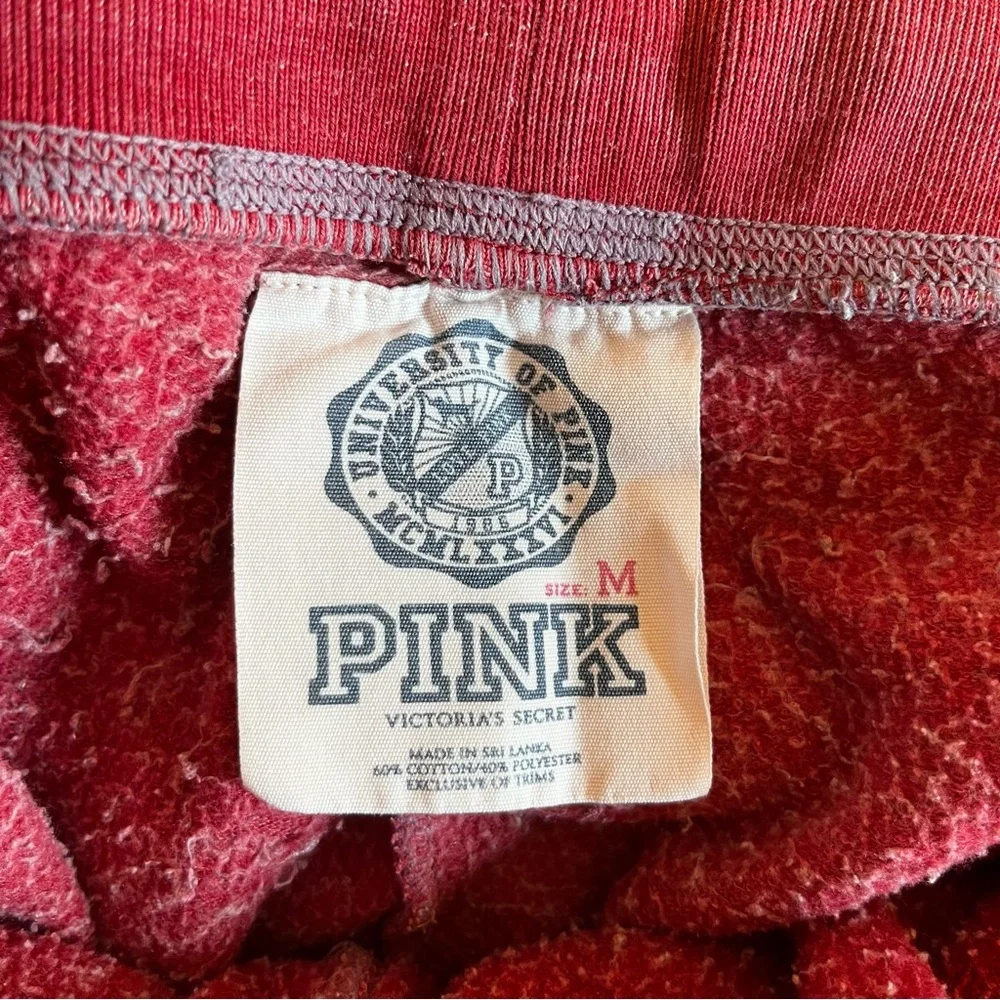 UNIVERSITY OF PINK
P
1986
MCMLXXXVI
SIZE: M
PINK
VICTORIA'S SECRET
MADE IN SRI LANKA
60% COTTON/40% POLYESTER
EXCLUSIVE OF TRIMS